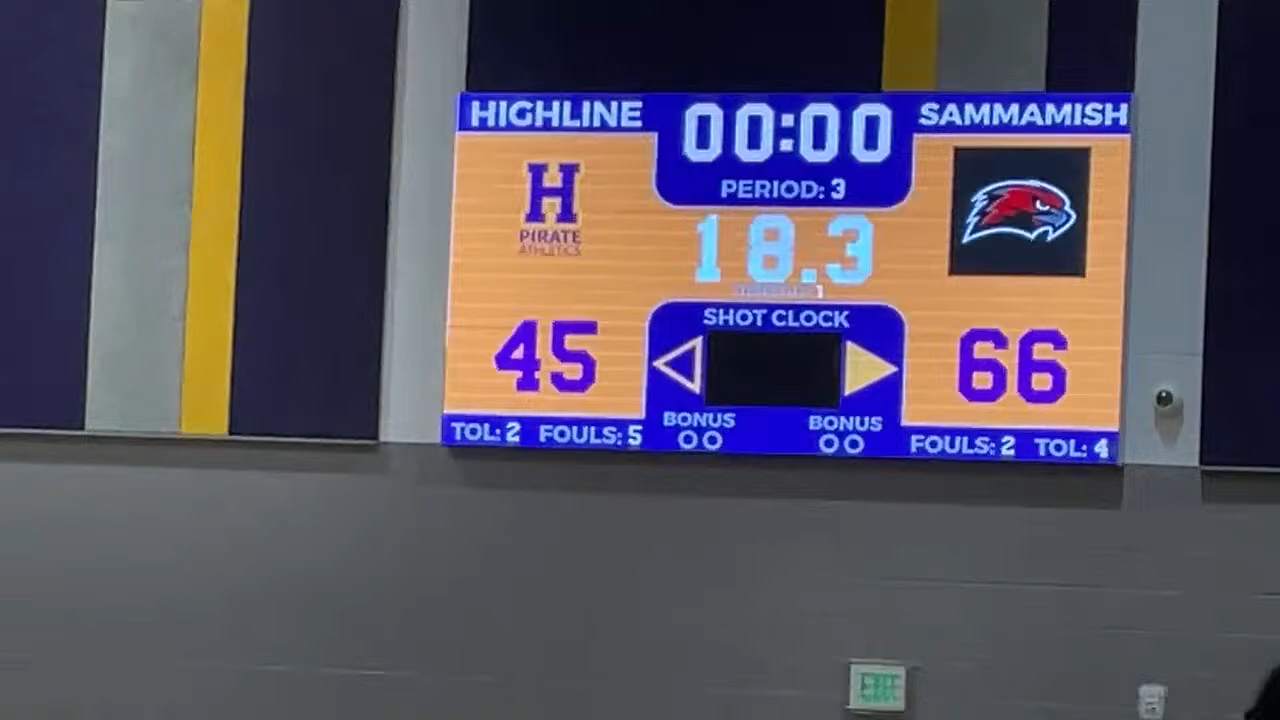 HIGHLINE
00:00
SAMMAMISH
PERIOD: 3
H
PIRATE
ATHLETICS
18.3
SHOT CLOCK
45
66
BONUS
BONUS
TOL: 2 FOULS: 5
FOULS: 2 TOL: 4
EXIT